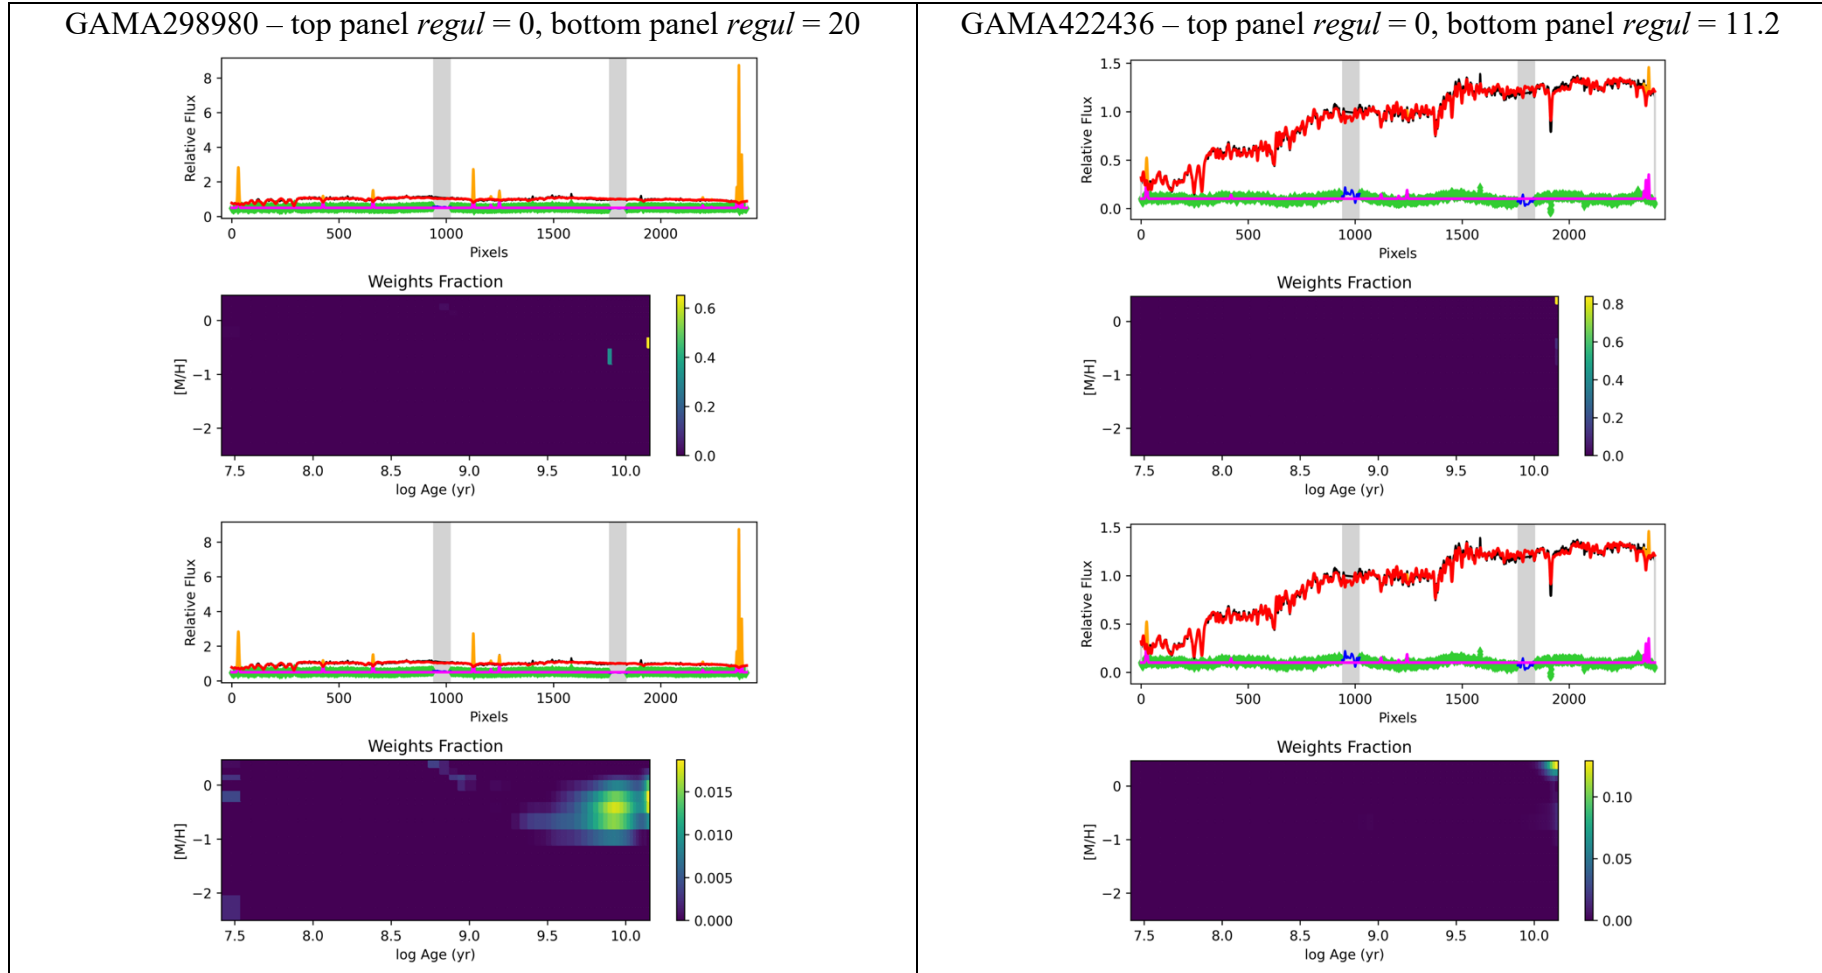 GAMA298980 – top panel regul = 0, bottom panel regul = 20
Relative Flux
8
6
4
2
0
0 500 1000 1500 2000
Pixels
Weights Fraction
[M/H]
0
−1
−2
7.5 8.0 8.5 9.0 9.5 10.0
log Age (yr)
0.6
0.4
0.2
0.0
Relative Flux
8
6
4
2
0
0 500 1000 1500 2000
Pixels
Weights Fraction
[M/H]
0
−1
−2
7.5 8.0 8.5 9.0 9.5 10.0
log Age (yr)
0.015
0.010
0.005
0.000
GAMA422436 – top panel regul = 0, bottom panel regul = 11.2
Relative Flux
1.5
1.0
0.5
0.0
0 500 1000 1500 2000
Pixels
Weights Fraction
[M/H]
0
−1
−2
7.5 8.0 8.5 9.0 9.5 10.0
log Age (yr)
0.8
0.6
0.4
0.2
0.0
Relative Flux
1.5
1.0
0.5
0.0
0 500 1000 1500 2000
Pixels
Weights Fraction
[M/H]
0
−1
−2
7.5 8.0 8.5 9.0 9.5 10.0
log Age (yr)
0.10
0.05
0.00